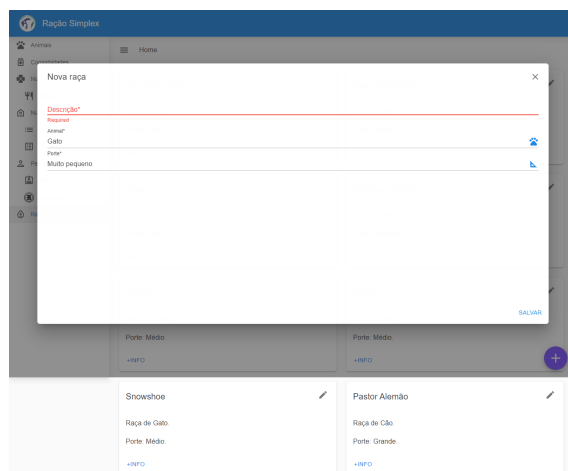 Ração Simplex
Animais
Home
Nova raça
Descrição*
Required
Animal*
Gato
Porte*
Muito pequeno
SALVAR
Porte: Médio.
Porte: Médio.
+INFO
+INFO
Snowshoe
Pastor Alemão
Raça de Gato.
Raça de Cão.
Porte: Médio.
Porte: Grande.
+INFO
+INFO